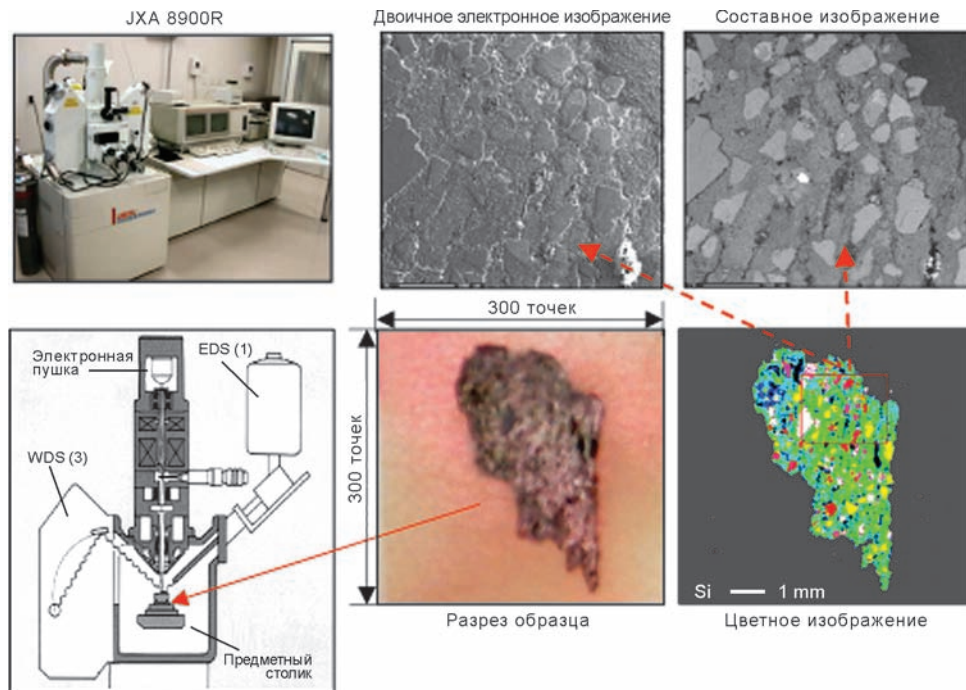 JXA 8900R
Двоичное электронное изображение
Составное изображение
300 точек
300 точек
Электронная
пушка
EDS (1)
WDS (3)
Предметный
столик
Si
1 mm
Разрез образца
Цветное изображение